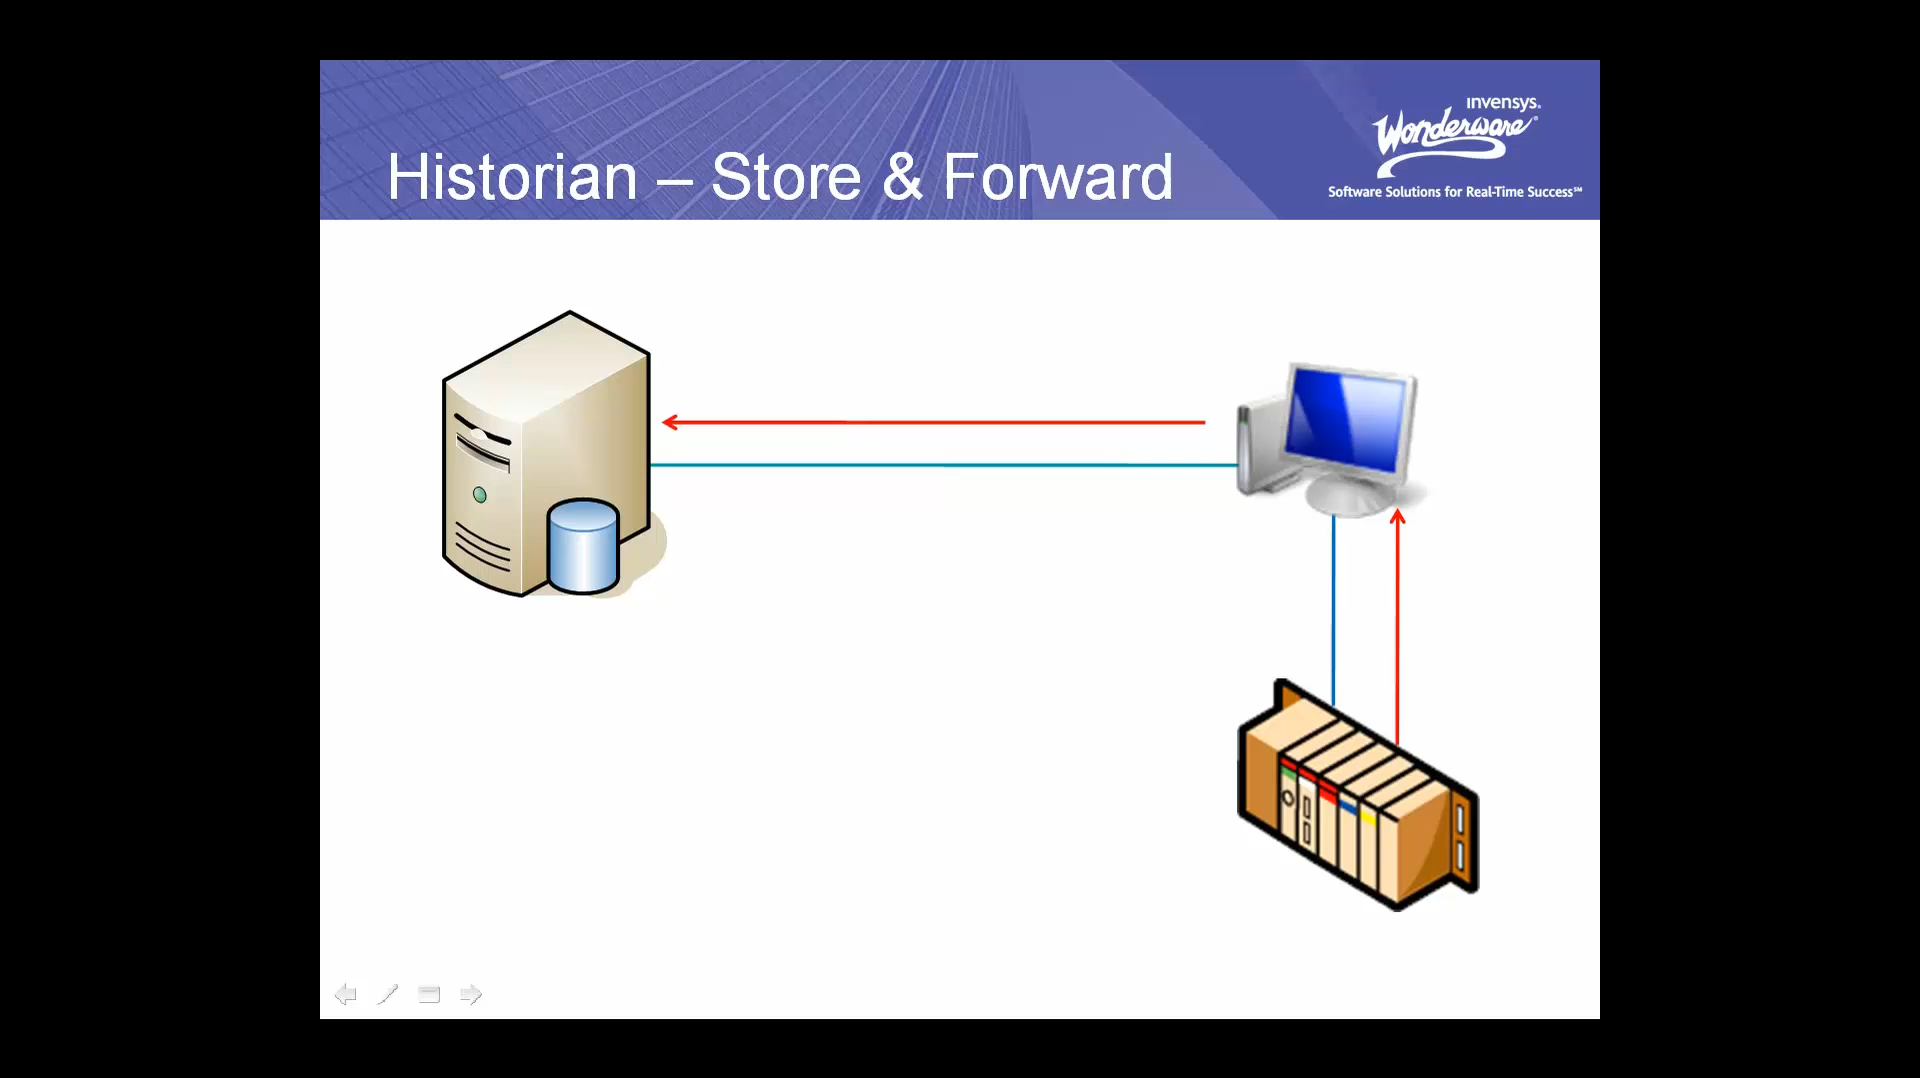 invensys.
Wonderware®
Historian – Store & Forward
Software Solutions for Real-Time Success℠